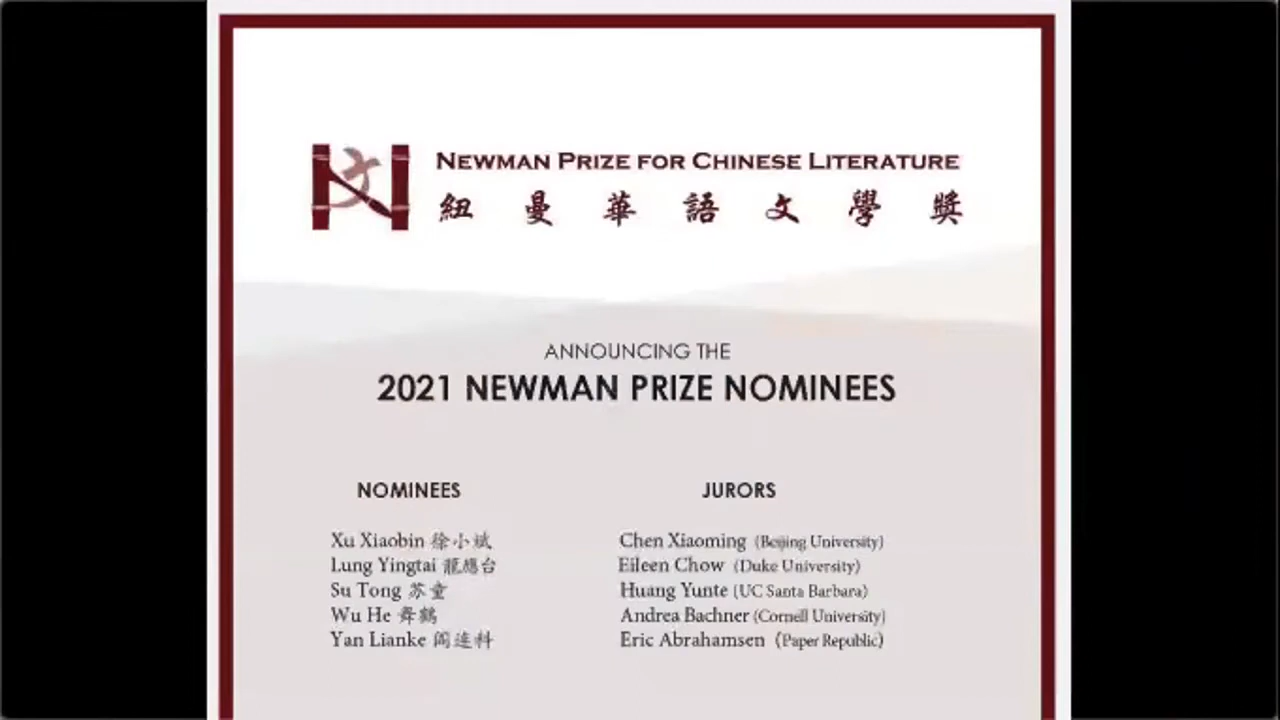 NEWMAN PRIZE FOR CHINESE LITERATURE
紐曼華語文學獎
ANNOUNCING THE
2021 NEWMAN PRIZE NOMINEES
NOMINEES
Xu Xiaobin 徐小斌
Lung Yingtai 龍應台
Su Tong 苏童
Wu He 舞鶴
Yan Lianke 阎连科
JURORS
Chen Xiaoming (Beijing University)
Eileen Chow (Duke University)
Huang Yunte (UC Santa Barbara)
Andrea Bachner (Cornell University)
Eric Abrahamsen (Paper Republic)